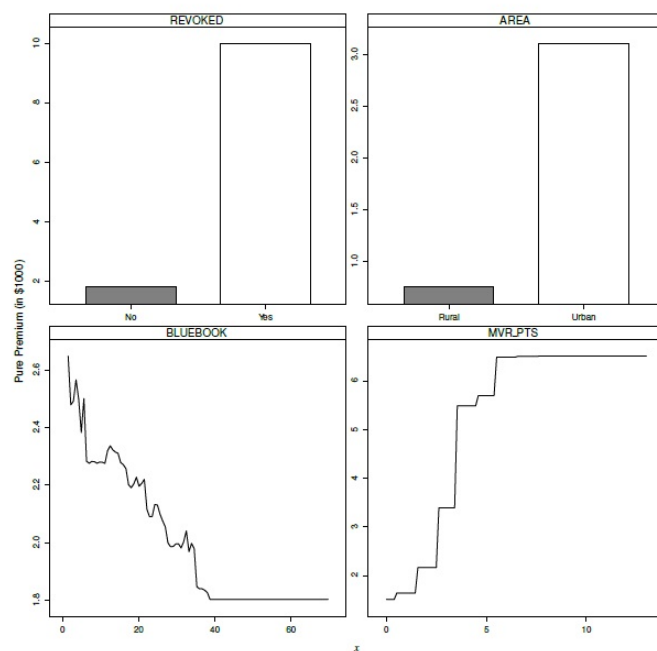 REVOKED
AREA
10
8
6
4
2
3.0
2.5
2.0
1.5
1.0
No
Yes
Rural
Urban
Pure Premium (in $1000)
BLUEBOOK
MVR_PTS
2.6
2.4
2.2
2.0
1.8
6
5
4
3
2
0
20
40
60
0
5
10
x